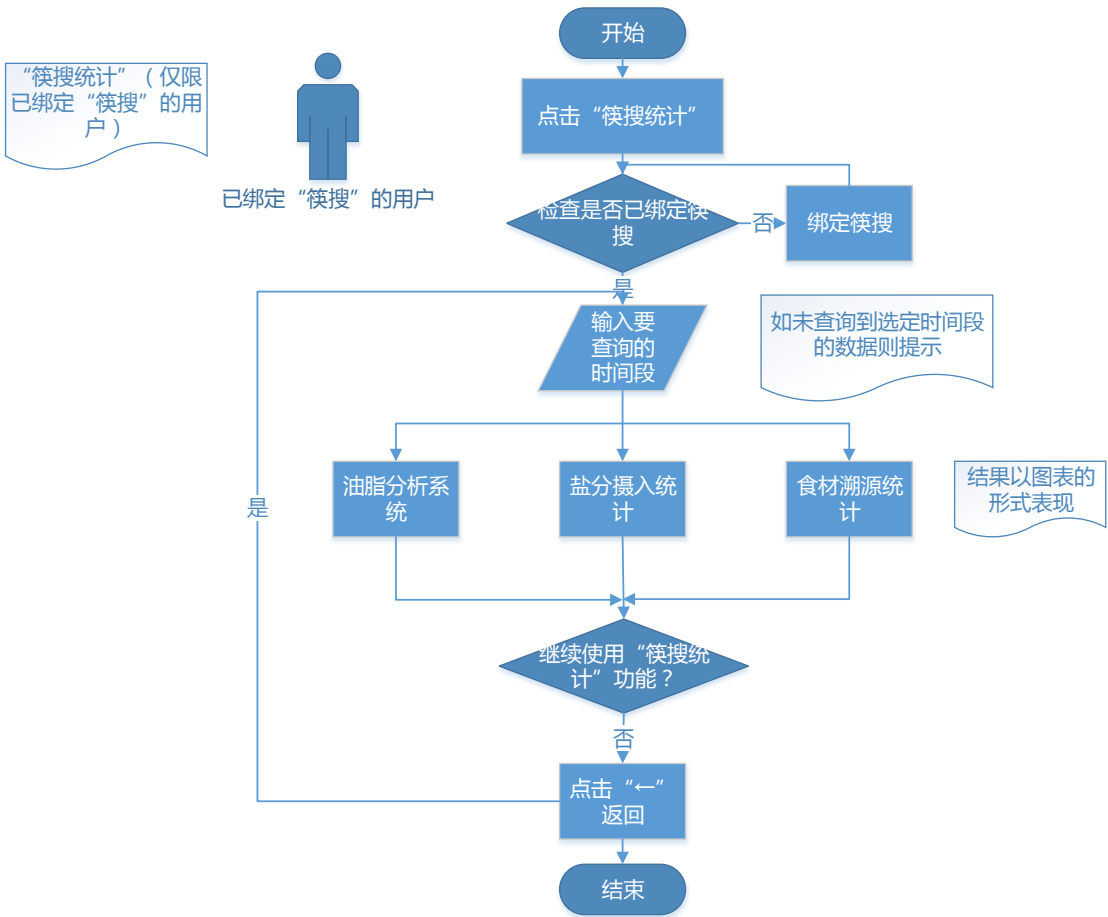 开始
“筷搜统计”（仅限
已绑定“筷搜”的用
户）
点击“筷搜统计”
已绑定“筷搜”的用户
检查是否已绑定筷
搜
否
绑定筷搜
是
输入要
查询的
时间段
如未查询到选定时间段
的数据则提示
油脂分析系
统
盐分摄入统
计
食材溯源统
计
结果以图表的
形式表现
是
继续使用“筷搜统
计”功能？
否
点击“←”
返回
结束